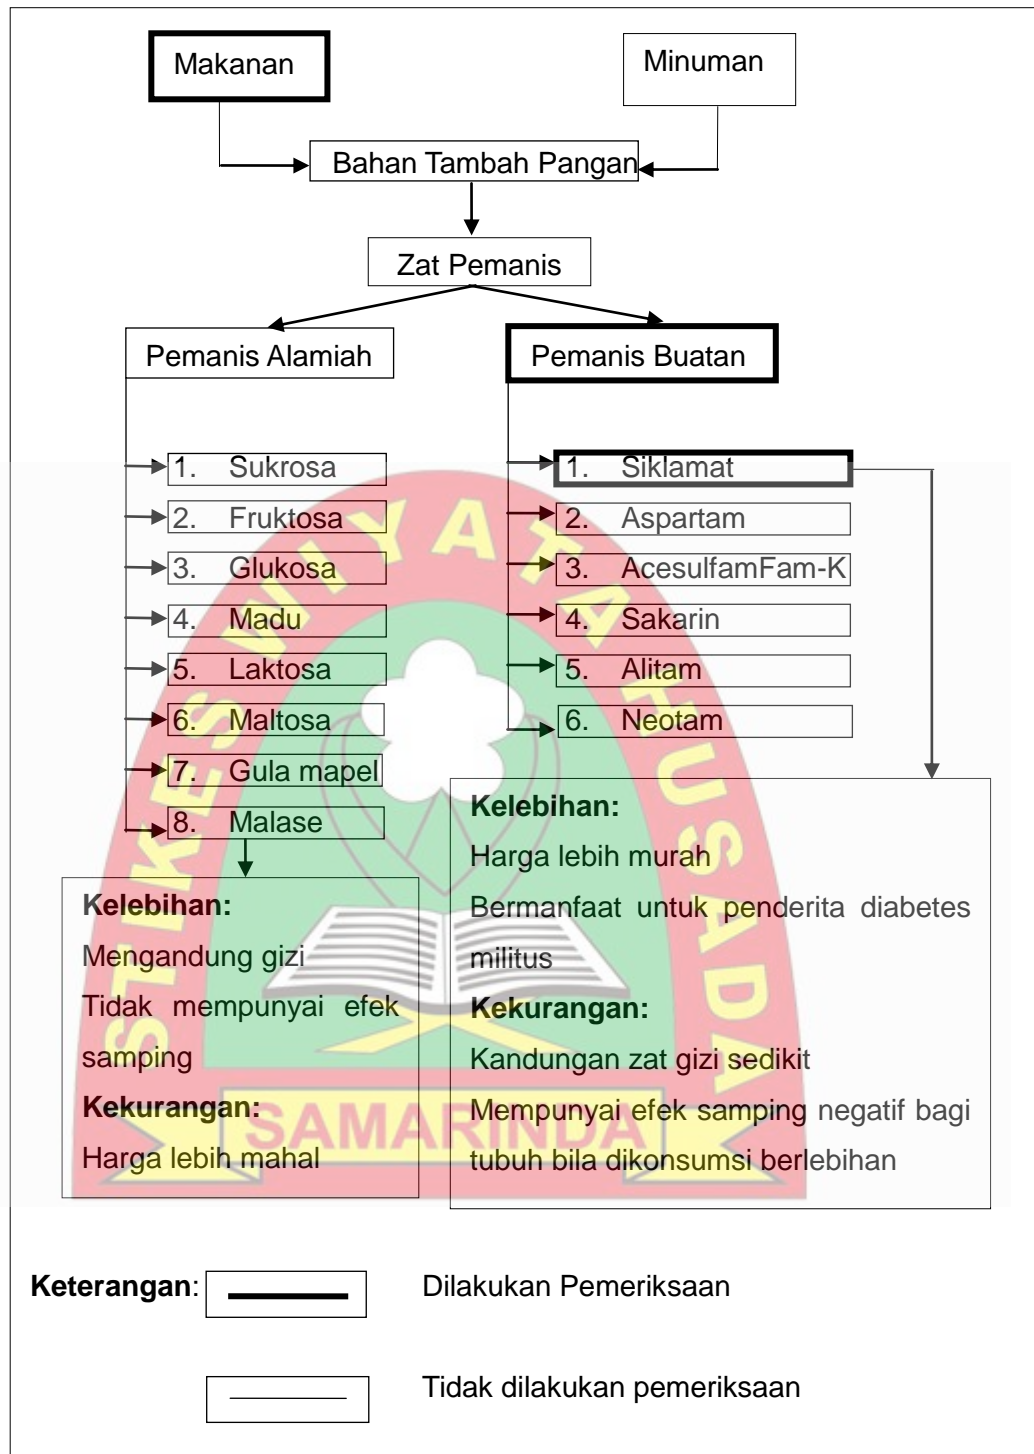 Makanan
Minuman
Bahan Tambah Pangan
Zat Pemanis
Pemanis Alamiah
Pemanis Buatan
1. Sukrosa
2. Fruktosa
3. Glukosa
4. Madu
5. Laktosa
6. Maltosa
7. Gula mapel
8. Malase
1. Siklamat
2. Aspartam
3. AcesulfamFam-K
4. Sakarin
5. Alitam
6. Neotam
Kelebihan:
Mengandung gizi
Tidak mempunyai efek
samping
Kekurangan:
Harga lebih mahal
Kelebihan:
Harga lebih murah
Bermanfaat untuk penderita diabetes
militus
Kekurangan:
Kandungan zat gizi sedikit
Mempunyai efek samping negatif bagi
tubuh bila dikonsumsi berlebihan
STIKES WIYATA HUSADA
SAMARINDA
Keterangan:
Dilakukan Pemeriksaan
Tidak dilakukan pemeriksaan